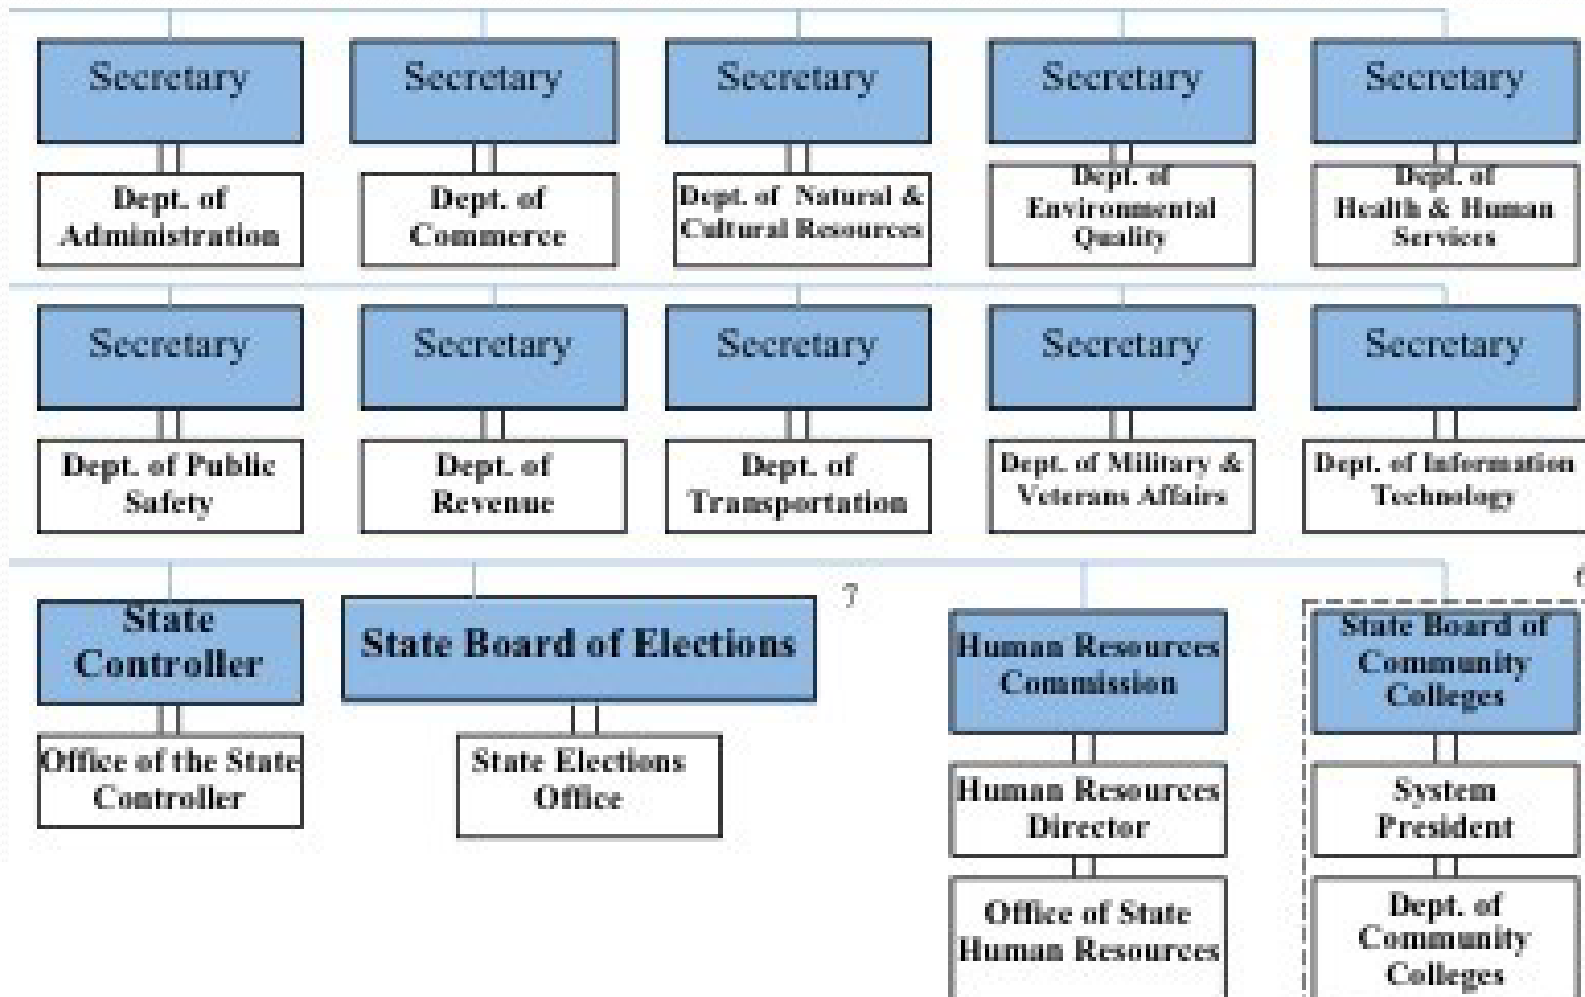 Secretary
Secretary
Secretary
Secretary
Secretary
Dept. of
Administration
Dept. of
Commerce
Dept. of Natural &
Cultural Resources
Dept. of
Environmental
Quality
Dept. of
Health & Human
Services
Secretary
Secretary
Secretary
Secretary
Secretary
Dept. of Public
Safety
Dept. of
Revenue
Dept. of
Transportation
Dept. of Military &
Veterans Affairs
Dept. of Information
Technology
State
Controller
State Board of Elections
7
Human Resources
Commission
State Board of
Community
Colleges
Office of the State
Controller
State Elections
Office
Human Resources
Director
System
President
Office of State
Human Resources
Dept. of
Community
Colleges